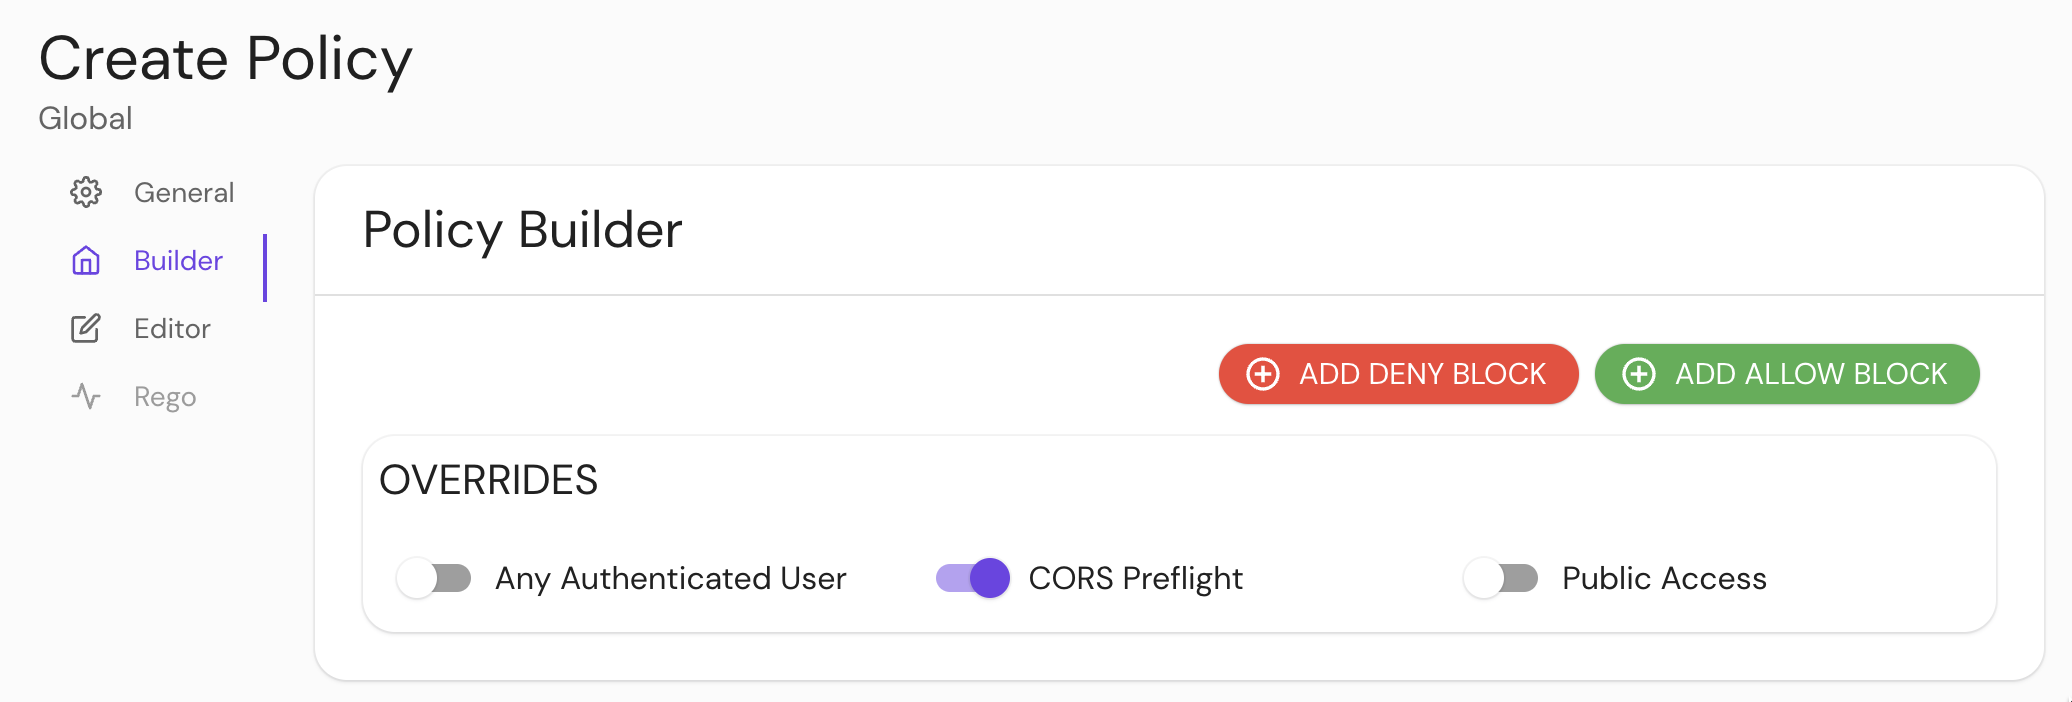 Create Policy
Global
General
Builder
Editor
Rego
Policy Builder
ADD DENY BLOCK
ADD ALLOW BLOCK
OVERRIDES
Any Authenticated User
CORS Preflight
Public Access